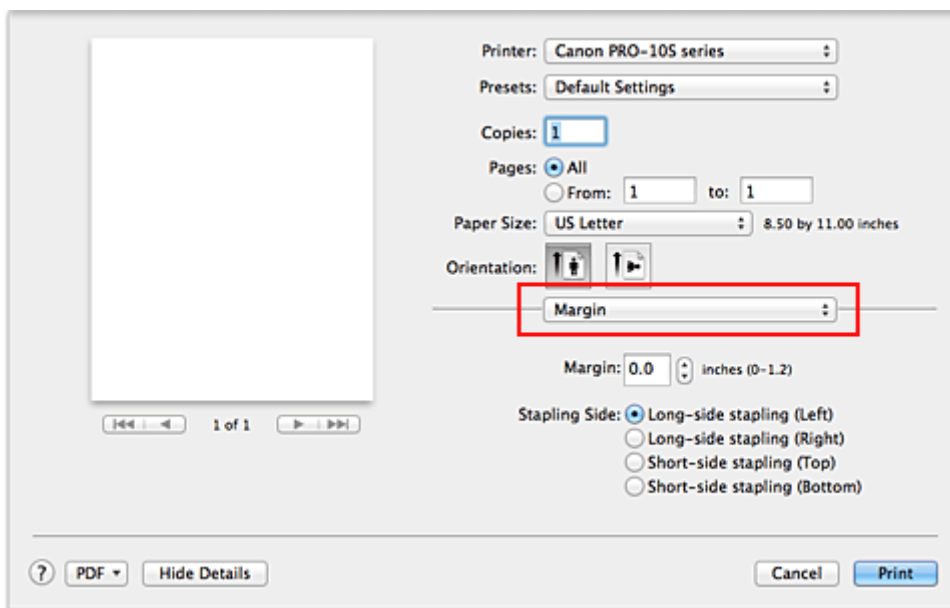 Printer: Canon PRO-10S series
Presets: Default Settings
Copies: 1
Pages: All
From: 1 to: 1
Paper Size: US Letter 8.50 by 11.00 inches
Orientation:
Margin
Margin: 0.0 inches (0-1.2)
1 of 1
Stapling Side: Long-side stapling (Left)
Long-side stapling (Right)
Short-side stapling (Top)
Short-side stapling (Bottom)
? PDF Hide Details Cancel Print